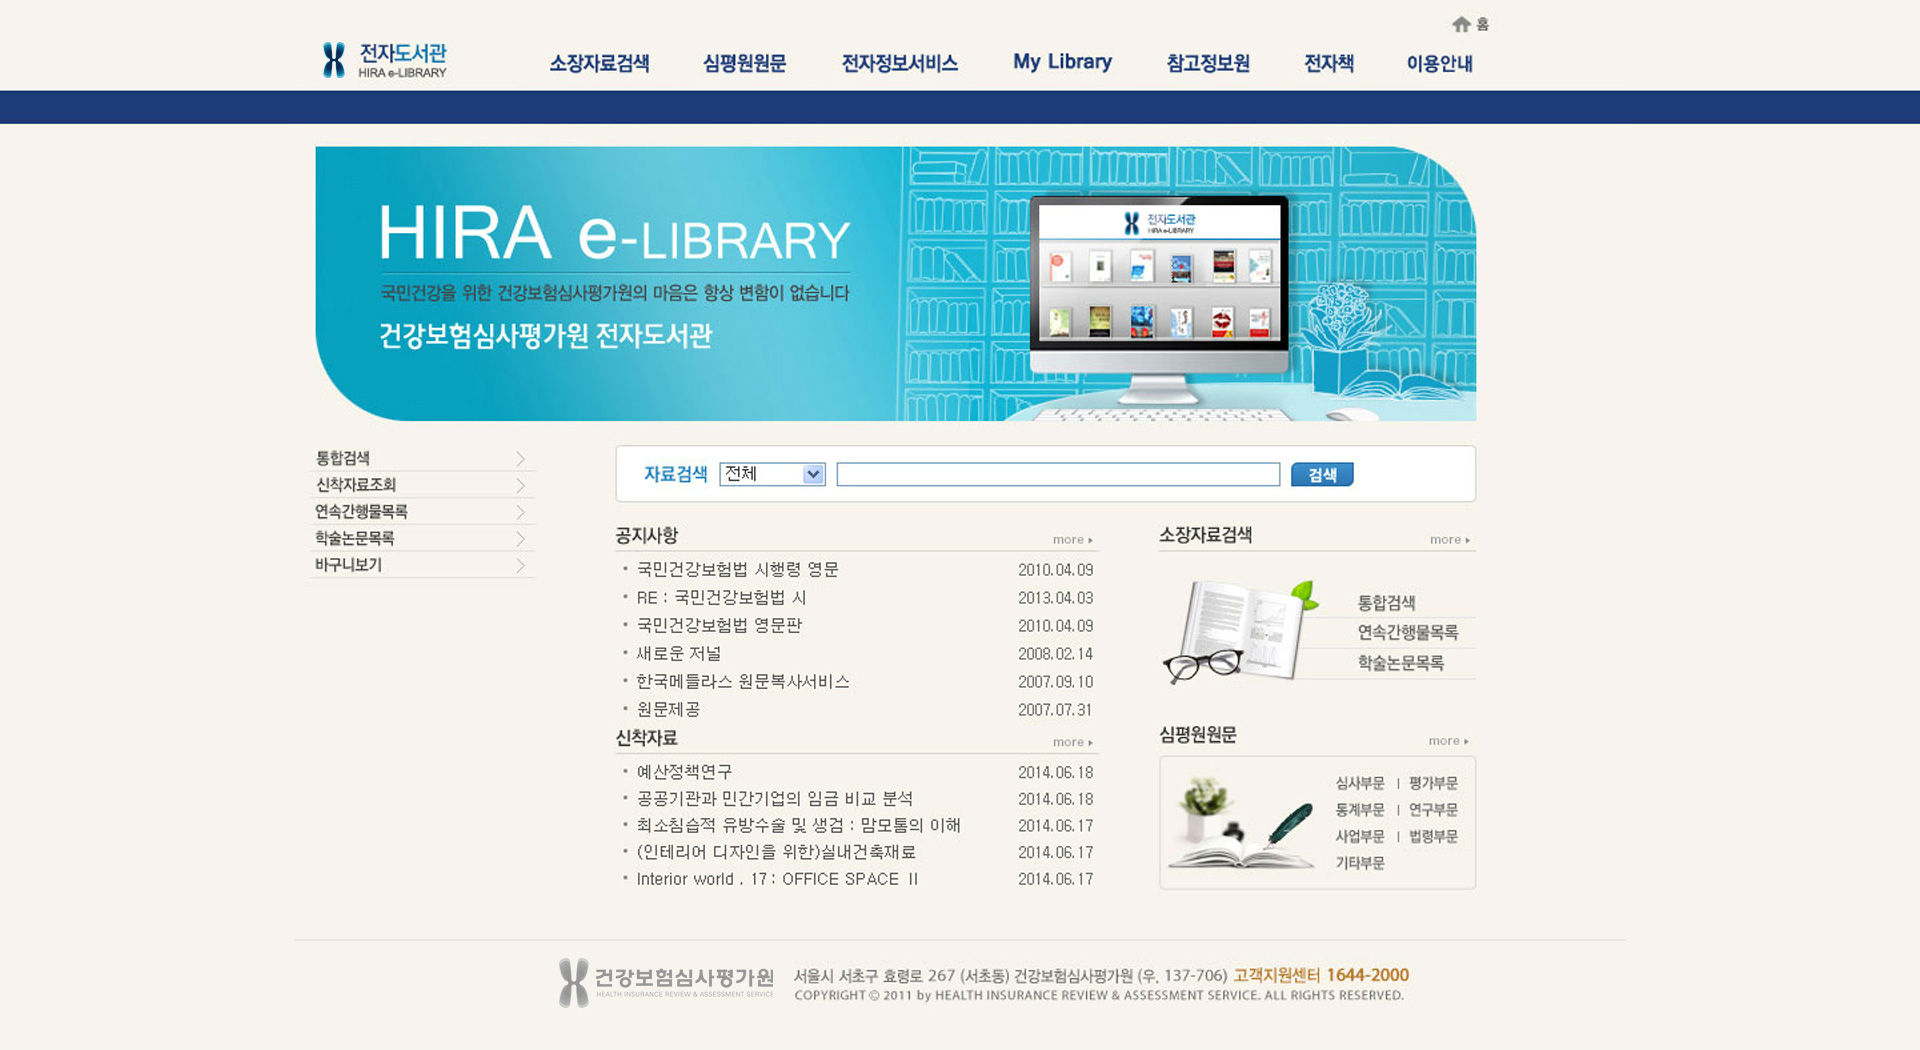 홈
전자도서관
HIRA e-LIBRARY
소장자료검색 심평원원문 전자정보서비스 My Library 참고정보원 전자책 이용안내
HIRA e-LIBRARY
국민건강을 위한 건강보험심사평가원의 마음은 항상 변함이 없습니다
건강보험심사평가원 전자도서관
전자도서관
HIRA e-LIBRARY
통합검색
신착자료조회
연속간행물목록
학술논문목록
바구니보기
자료검색 전체 검색
공지사항 more
국민건강보험법 시행령 영문 2010.04.09
RE : 국민건강보험법 시 2013.04.03
국민건강보험법 영문판 2010.04.09
새로운 저널 2008.02.14
한국메들라스 원문복사서비스 2007.09.10
원문제공 2007.07.31
신착자료 more
예산정책연구 2014.06.18
공공기관과 민간기업의 임금 비교 분석 2014.06.18
최소침습적 유방수술 및 생검 : 맘모톰의 이해 2014.06.17
(인테리어 디자인을 위한)실내건축재료 2014.06.17
Interior world . 17 : OFFICE SPACE Ⅱ 2014.06.17
소장자료검색 more
통합검색
연속간행물목록
학술논문목록
심평원원문 more
심사부문 | 평가부문
통계부문 | 연구부문
사업부문 | 법령부문
기타부문
건강보험심사평가원
HEALTH INSURANCE REVIEW & ASSESSMENT SERVICE
서울시 서초구 효령로 267 (서초동) 건강보험심사평가원 (우. 137-706) 고객지원센터 1644-2000
COPYRIGHT © 2011 by HEALTH INSURANCE REVIEW & ASSESSMENT SERVICE. ALL RIGHTS RESERVED.